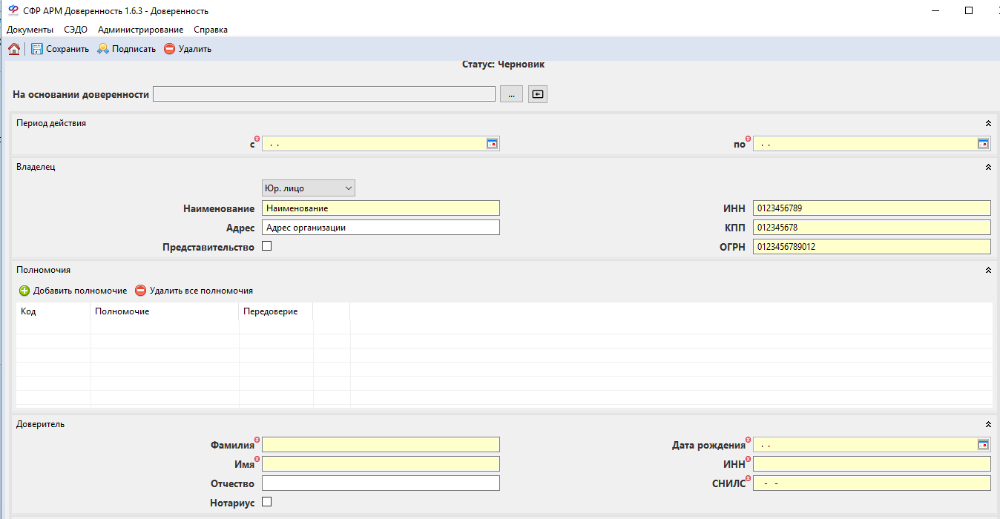 СФР АРМ Доверенность 1.6.3 - Доверенность
Документы СЭДО Администрирование Справка
Сохранить Подписать Удалить
Статус: Черновик
На основании доверенности ...
Период действия
с . . по . .
Владелец
Юр. лицо
Наименование Наименование ИНН 0123456789
Адрес Адрес организации КПП 012345678
Представительство ОГРН 0123456789012
Полномочия
Добавить полномочие Удалить все полномочия
Код Полномочие Передоверие
Доверитель
Фамилия Дата рождения . .
Имя ИНН
Отчество СНИЛС - -
Нотариус